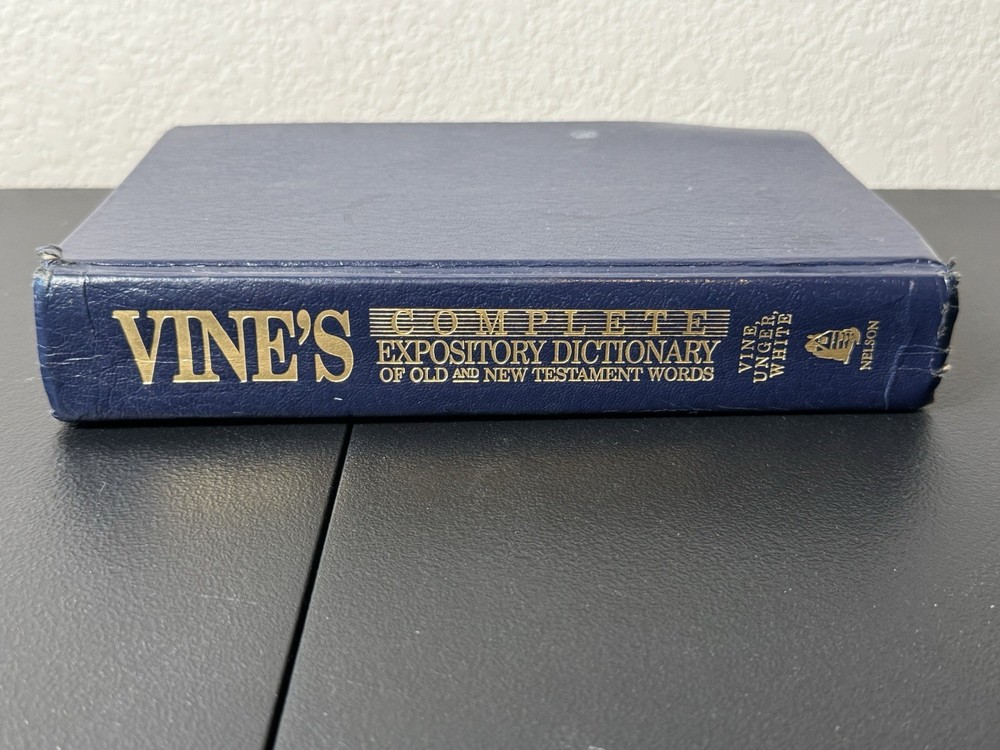 VINE'S
COMPLETE
EXPOSITORY DICTIONARY
OF OLD AND NEW TESTAMENT WORDS
VINE,
UNGER,
WHITE
NELSON